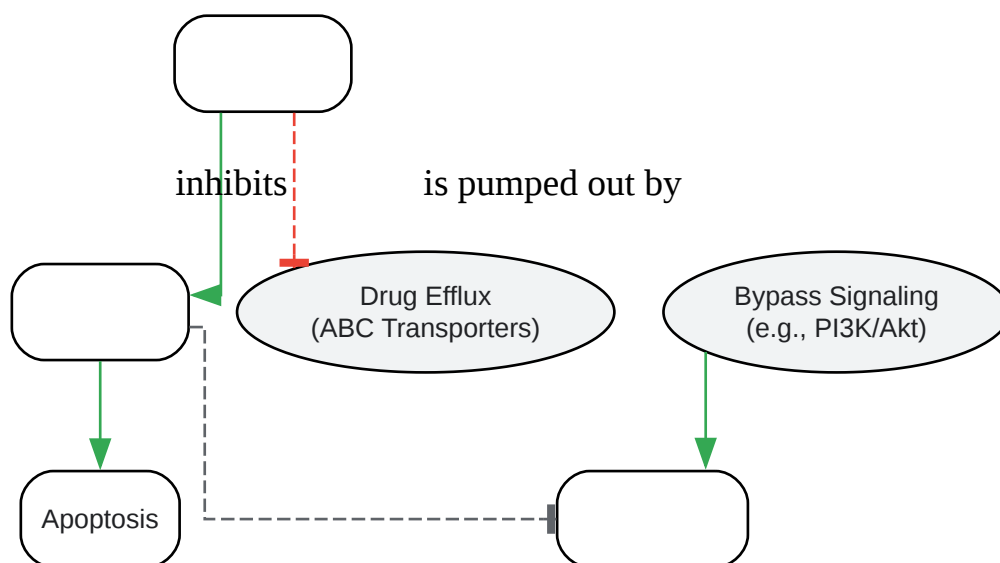 inhibits
is pumped out by
Drug Efflux
(ABC Transporters)
Bypass Signaling
(e.g., PI3K/Akt)
Apoptosis